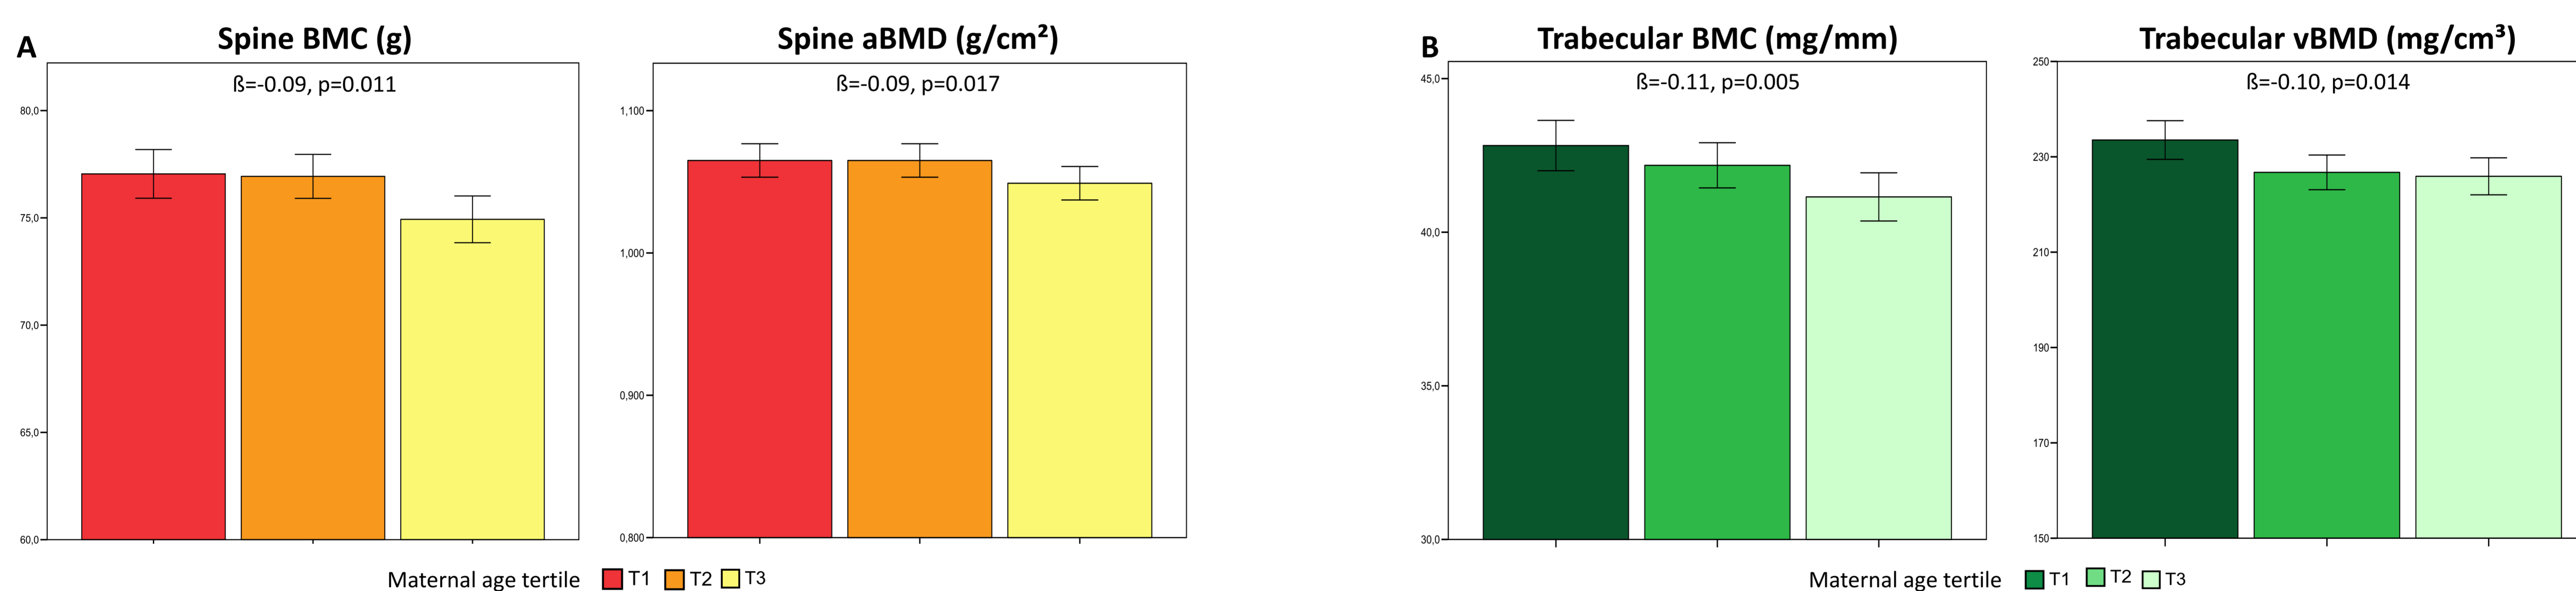 A
Spine BMC (g)
ß=-0.09, p=0.011
80,0
75,0
70,0
65,0
60,0
Spine aBMD (g/cm²)
ß=-0.09, p=0.017
1,100
1,000
0,900
0,800
Maternal age tertile T1 T2 T3
B
Trabecular BMC (mg/mm)
ß=-0.11, p=0.005
45,0
40,0
35,0
30,0
Trabecular vBMD (mg/cm³)
ß=-0.10, p=0.014
250
230
210
190
170
150
Maternal age tertile T1 T2 T3